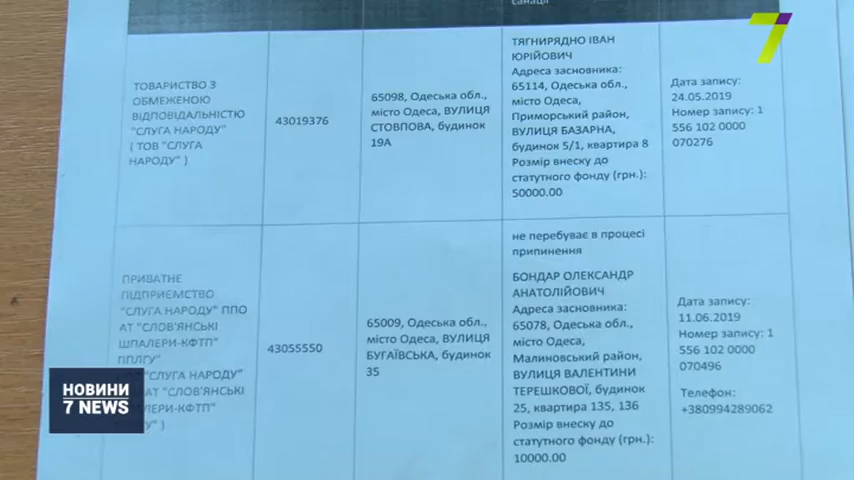 санації
7
ТОВАРИСТВО З
ОБМЕЖЕНОЮ
ВІДПОВІДАЛЬНІСТЮ
"СЛУГА НАРОДУ"
( ТОВ "СЛУГА
НАРОДУ" )
43019376
65098, Одеська обл.,
місто Одеса, ВУЛИЦЯ
СТОВПОВА, будинок
19А
ТЯГНИРЯДНО ІВАН
ЮРІЙОВИЧ
Адреса засновника:
65114, Одеська обл.,
місто Одеса,
Приморський район,
ВУЛИЦЯ БАЗАРНА,
будинок 5/1, квартира 8
Розмір внеску до
статутного фонду (грн.):
50000.00
Дата запису:
24.05.2019
Номер запису: 1
556 102 0000
070276
ПРИВАТНЕ
ПІДПРИЄМСТВО
"СЛУГА НАРОДУ" ППО
АТ "СЛОВ'ЯНСЬКІ
ШПАЛЕРИ-КФТП"
ППЛГУ"
"СЛУГА НАРОДУ"
АТ "СЛОВ'ЯНСЬКІ
43055550
65009, Одеська обл.,
місто Одеса, ВУЛИЦЯ
БУГАЇВСЬКА, будинок
35
не перебуває в процесі
припинення
БОНДАР ОЛЕКСАНДР
АНАТОЛІЙОВИЧ
Адреса засновника:
65078, Одеська обл.,
місто Одеса,
Малиновський район,
ВУЛИЦЯ ВАЛЕНТИНИ
ТЕРЕШКОВОЇ, будинок
25, квартира 135, 136
Розмір внеску до
статутного фонду (грн.):
10000.00
Дата запису:
11.06.2019
Номер запису: 1
556 102 0000
070496
Телефон:
+380994289062
НОВИНИ
7 NEWS